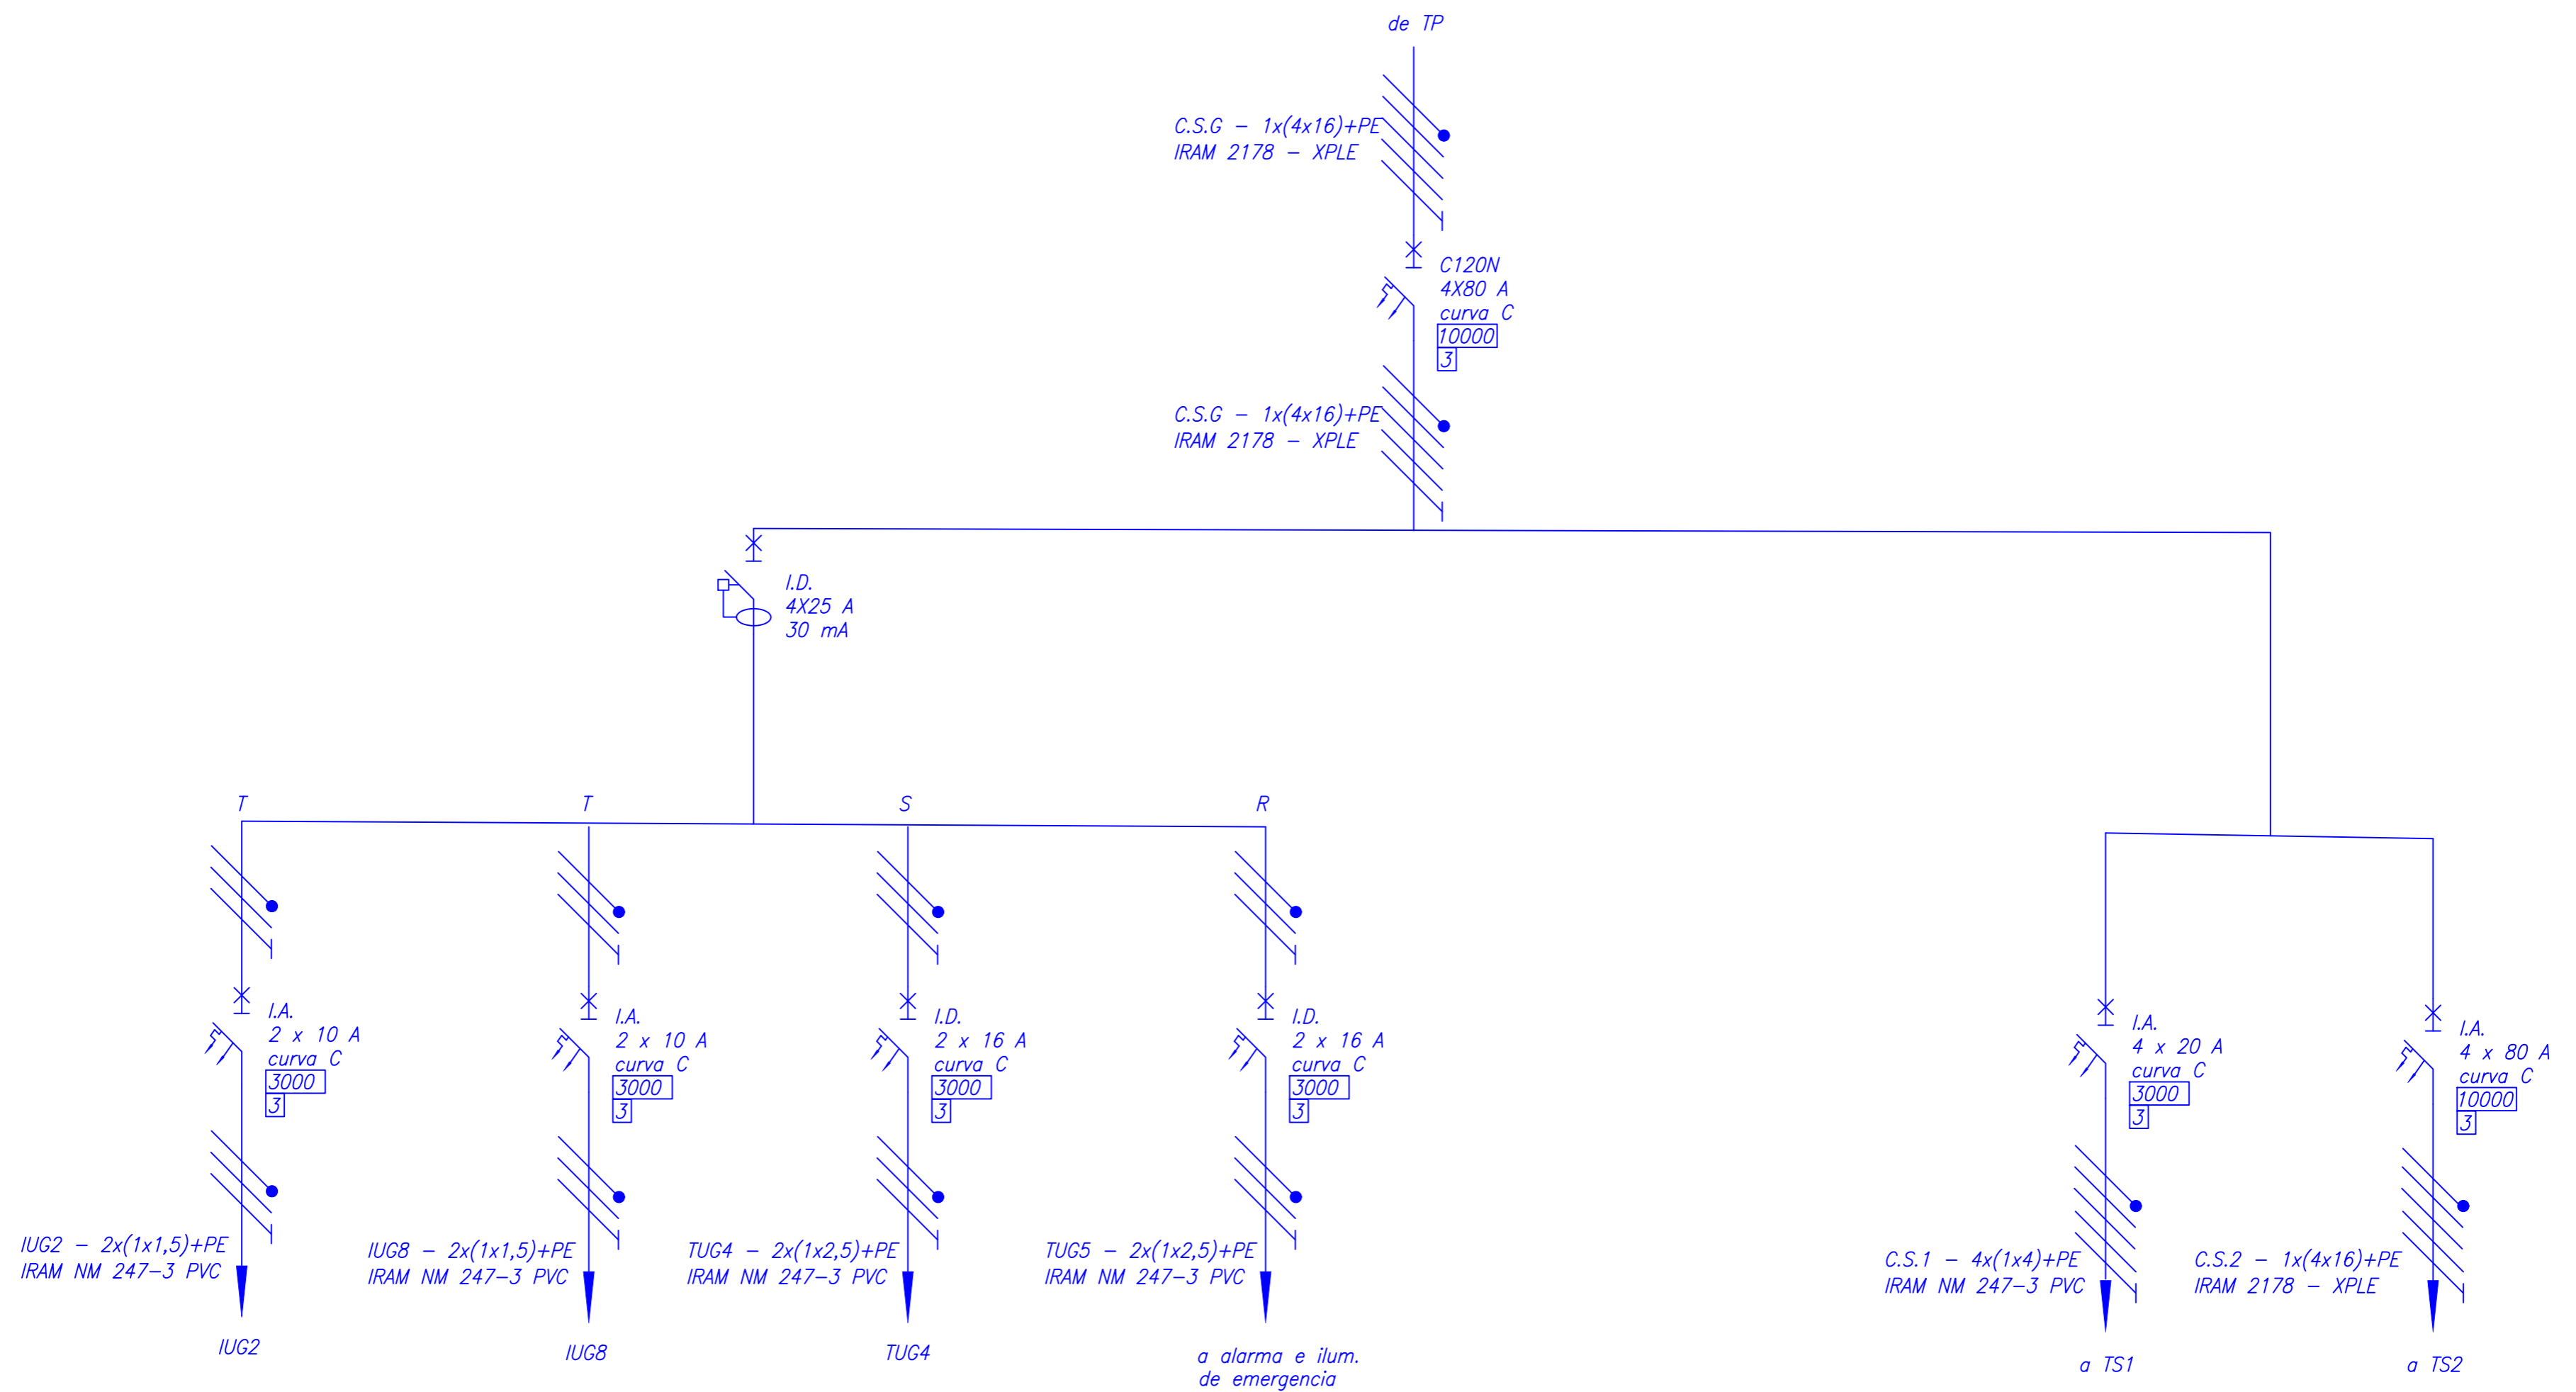 de TP
C.S.G - 1x(4x16)+PE
IRAM 2178 - XPLE
C120N
4X80 A
curva C
10000
3
C.S.G - 1x(4x16)+PE
IRAM 2178 - XPLE
I.D.
4X25 A
30 mA
T
T
S
R
I.A.
2 x 10 A
curva C
3000
3
I.A.
2 x 10 A
curva C
3000
3
I.D.
2 x 16 A
curva C
3000
3
I.D.
2 x 16 A
curva C
3000
3
I.A.
4 x 20 A
curva C
3000
3
I.A.
4 x 80 A
curva C
10000
3
IUG2 - 2x(1x1,5)+PE
IRAM NM 247-3 PVC
IUG8 - 2x(1x1,5)+PE
IRAM NM 247-3 PVC
TUG4 - 2x(1x2,5)+PE
IRAM NM 247-3 PVC
TUG5 - 2x(1x2,5)+PE
IRAM NM 247-3 PVC
C.S.1 - 4x(1x4)+PE
IRAM NM 247-3 PVC
C.S.2 - 1x(4x16)+PE
IRAM 2178 - XPLE
IUG2
IUG8
TUG4
a alarma e ilum.
de emergencia
a TS1
a TS2